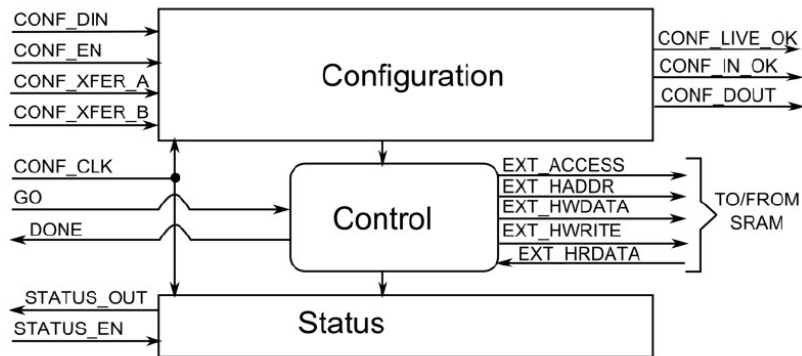 CONF_DIN
CONF_EN
CONF_XFER_A
CONF_XFER_B
Configuration
CONF_LIVE_OK
CONF_IN_OK
CONF_DOUT
CONF_CLK
GO
DONE
Control
EXT_ACCESS
EXT_HADDR
EXT_HWDATA
EXT_HWRITE
EXT_HRDATA
TO/FROM
SRAM
STATUS_OUT
STATUS_EN
Status